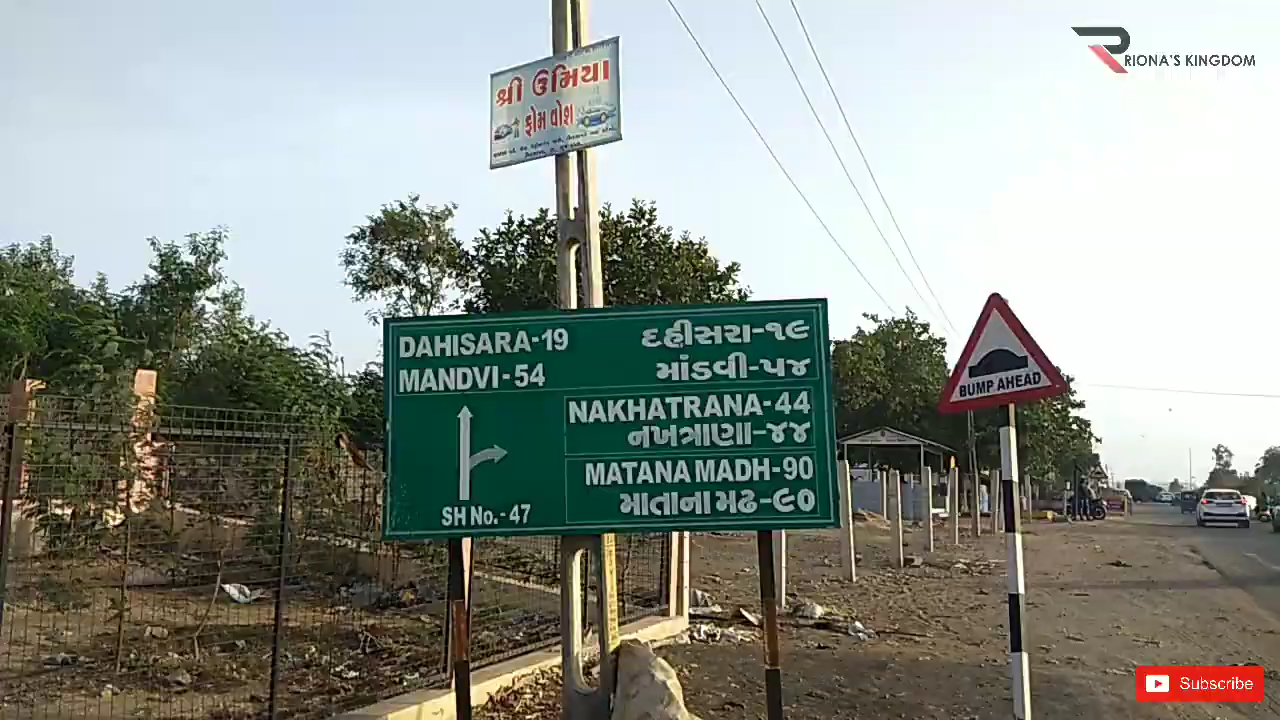 RIONA'S KINGDOM
શ્રી ઉમિયા
ફોમ વોશ
DAHISARA-19
દહીસરા-૧૯
MANDVI-54
માંડવી-૫૪
NAKHATRANA-44
નખત્રાણા-૪૪
MATANA MADH-90
માતાના મઢ-૯૦
SH No.-47
BUMP AHEAD
Subscribe